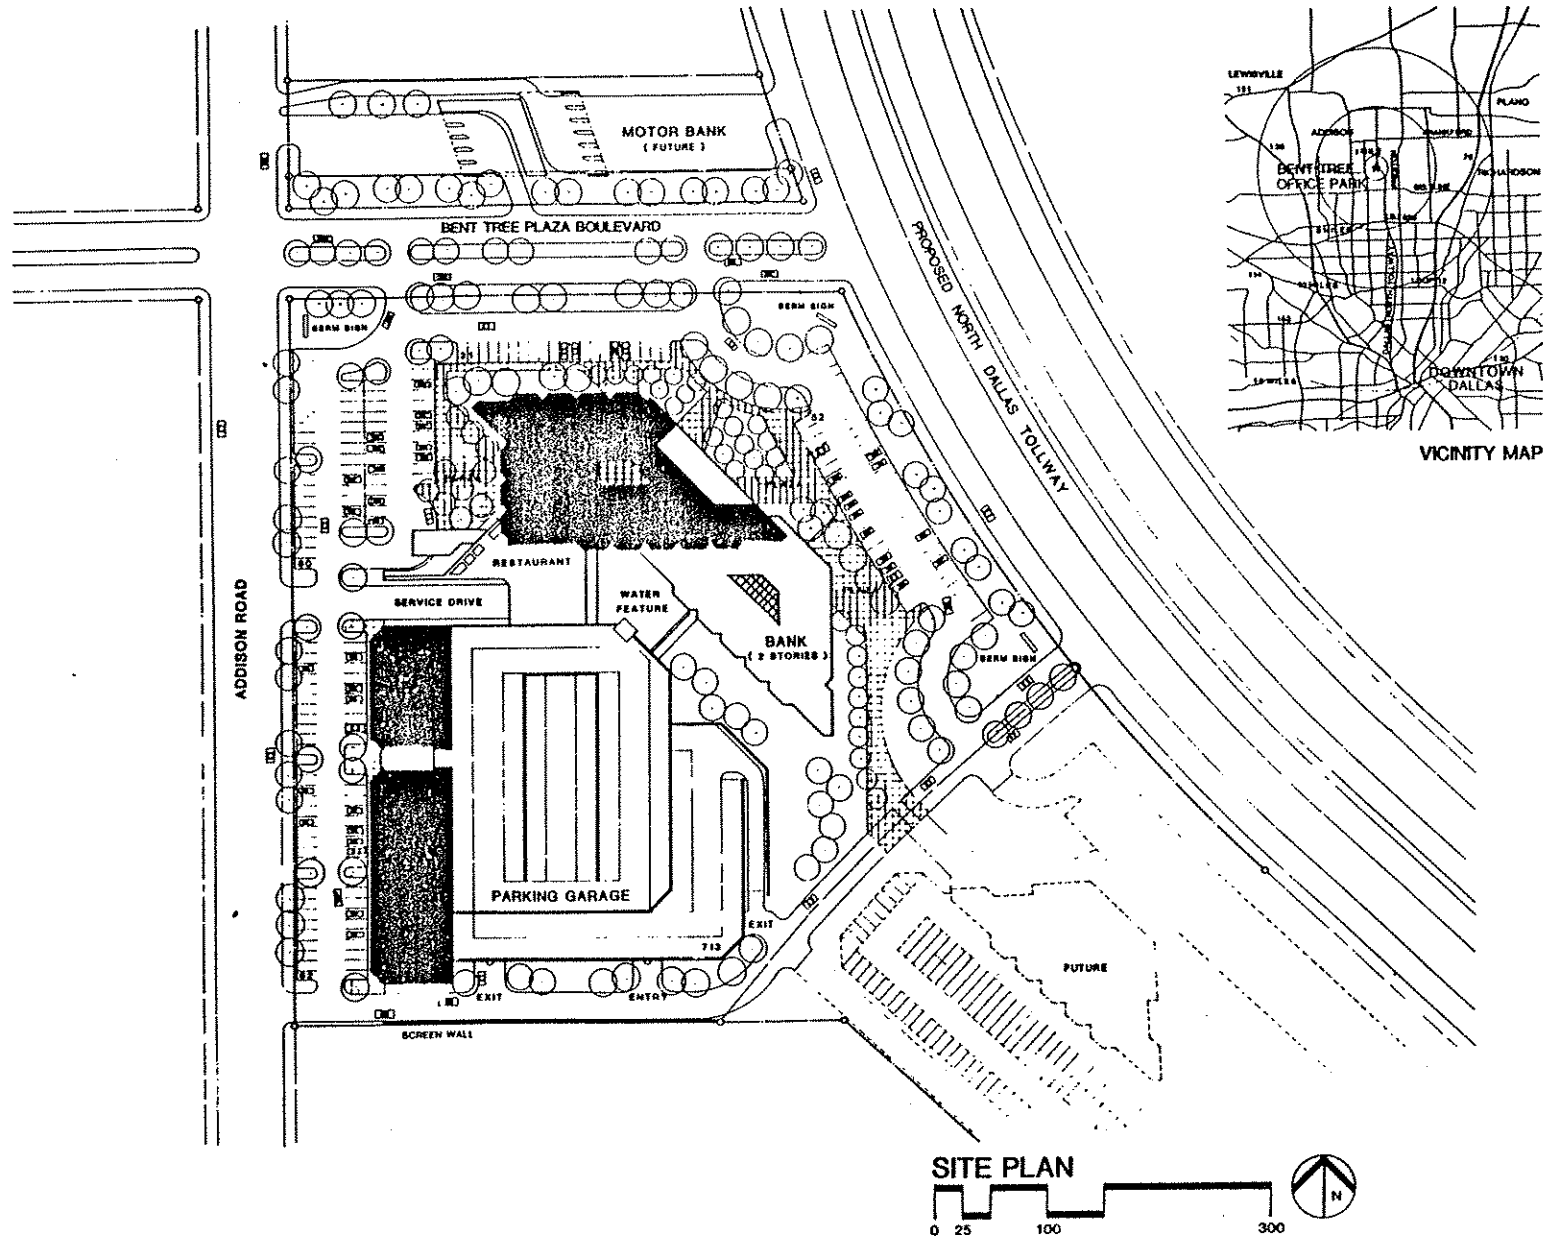 MOTOR BANK
( FUTURE )
BENT TREE PLAZA BOULEVARD
BERM SIGN
BERM SIGN
PROPOSED NORTH DALLAS TOLLWAY
ADDISON ROAD
52
RESTAURANT
SERVICE DRIVE
WATER
FEATURE
BANK
( 2 STORIES )
BERM SIGN
PARKING GARAGE
713
EXIT
EXIT
ENTRY
SCREEN WALL
FUTURE
LEWISVILLE
PLANO
ADDISON
BENT TREE
OFFICE PARK
RICHARDSON
DOWNTOWN
DALLAS
VICINITY MAP
SITE PLAN
0 25 100 300
N